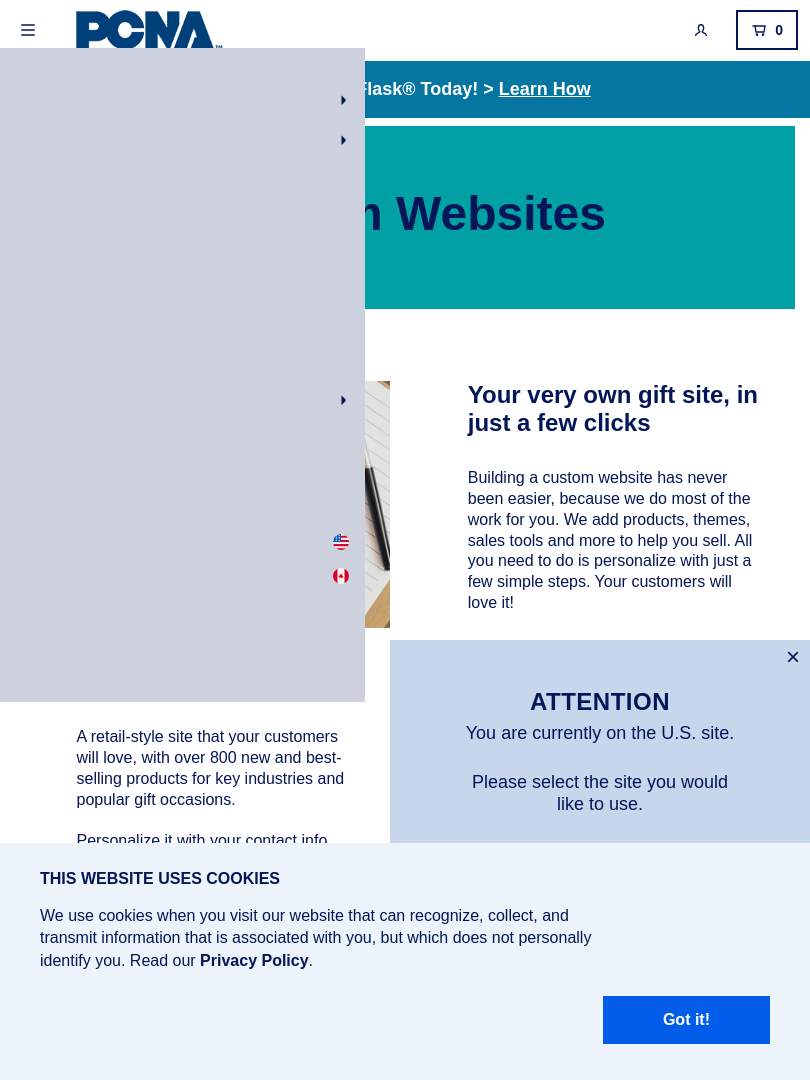 PCNA™
0
Flask® Today! > Learn How
Websites
Your very own gift site, in
just a few clicks
Building a custom website has never
been easier, because we do most of the
work for you. We add products, themes,
sales tools and more to help you sell. All
you need to do is personalize with just a
few simple steps. Your customers will
love it!
×
ATTENTION
You are currently on the U.S. site.
Please select the site you would
like to use.
A retail-style site that your customers
will love, with over 800 new and best-
selling products for key industries and
popular gift occasions.
Personalize it with your contact info,
THIS WEBSITE USES COOKIES
We use cookies when you visit our website that can recognize, collect, and
transmit information that is associated with you, but which does not personally
identify you. Read our Privacy Policy.
Got it!